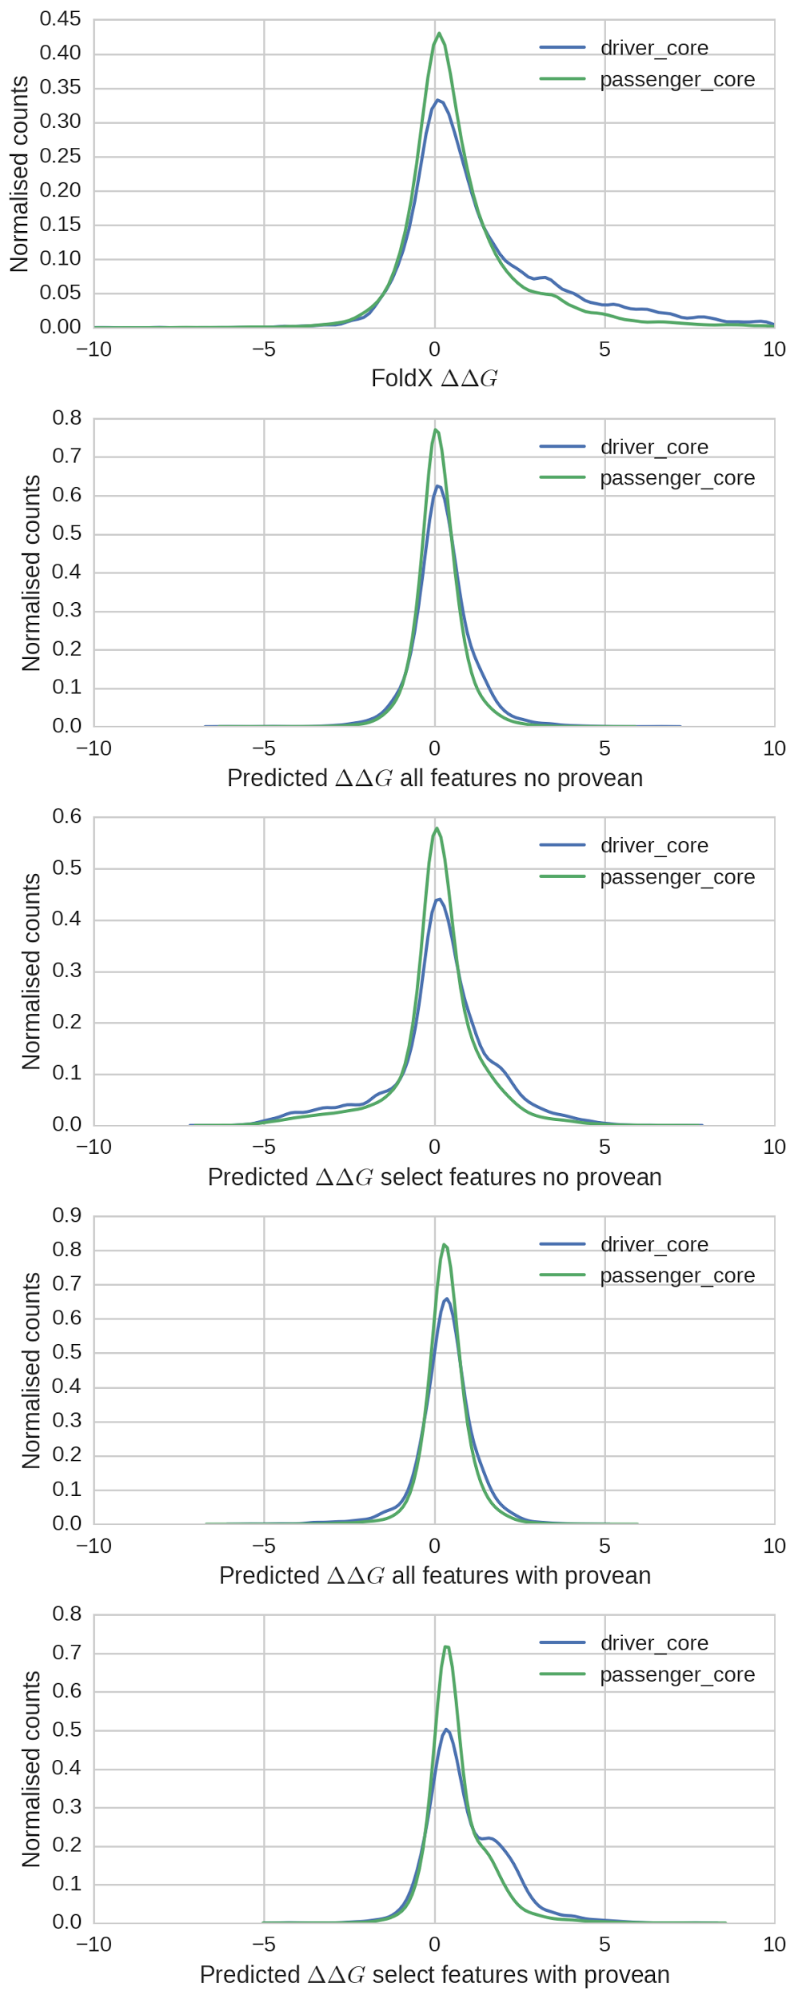 0.45
0.40
0.35
0.30
0.25
0.20
0.15
0.10
0.05
0.00
Normalised counts
driver_core
passenger_core
−10 −5 0 5 10
FoldX ΔΔG
0.8
0.7
0.6
0.5
0.4
0.3
0.2
0.1
0.0
Normalised counts
driver_core
passenger_core
−10 −5 0 5 10
Predicted ΔΔG all features no provean
0.6
0.5
0.4
0.3
0.2
0.1
0.0
Normalised counts
driver_core
passenger_core
−10 −5 0 5 10
Predicted ΔΔG select features no provean
0.9
0.8
0.7
0.6
0.5
0.4
0.3
0.2
0.1
0.0
Normalised counts
driver_core
passenger_core
−10 −5 0 5 10
Predicted ΔΔG all features with provean
0.8
0.7
0.6
0.5
0.4
0.3
0.2
0.1
0.0
Normalised counts
driver_core
passenger_core
−10 −5 0 5 10
Predicted ΔΔG select features with provean